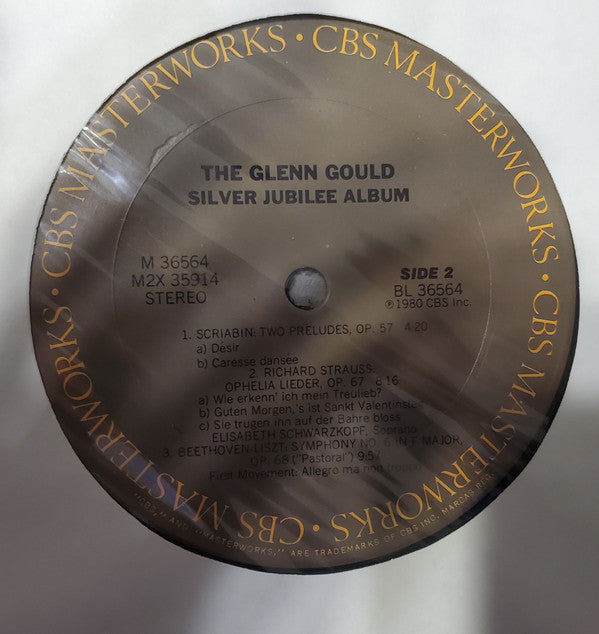 CBS MASTERWORKS · CBS MASTERWORKS · CBS MASTERWORKS · CBS MASTERWORKS ·
THE GLENN GOULD
SILVER JUBILEE ALBUM
M 36564
M2X 35914
STEREO
SIDE 2
BL 36564
℗1980 CBS Inc.
1. SCRIABIN: TWO PRELUDES, OP. 57 4:20
a) Désir
b) Caresse dansée
2. RICHARD STRAUSS:
OPHELIA LIEDER, OP. 67 16
a) Wie erkenn' ich mein Treulieb?
b) Guten Morgen,'s ist Sankt Valentinstag
c) Sie trugen ihn auf der Bahre bloss
ELISABETH SCHWARZKOPF, Soprano
3. BEETHOVEN-LISZT: SYMPHONY NO. 6 IN F MAJOR,
OP. 68 ("Pastoral") 9:57
First Movement: Allegro ma non troppo
"CBS," AND "MASTERWORKS," ARE TRADEMARKS OF CBS INC. MARCAS REG.